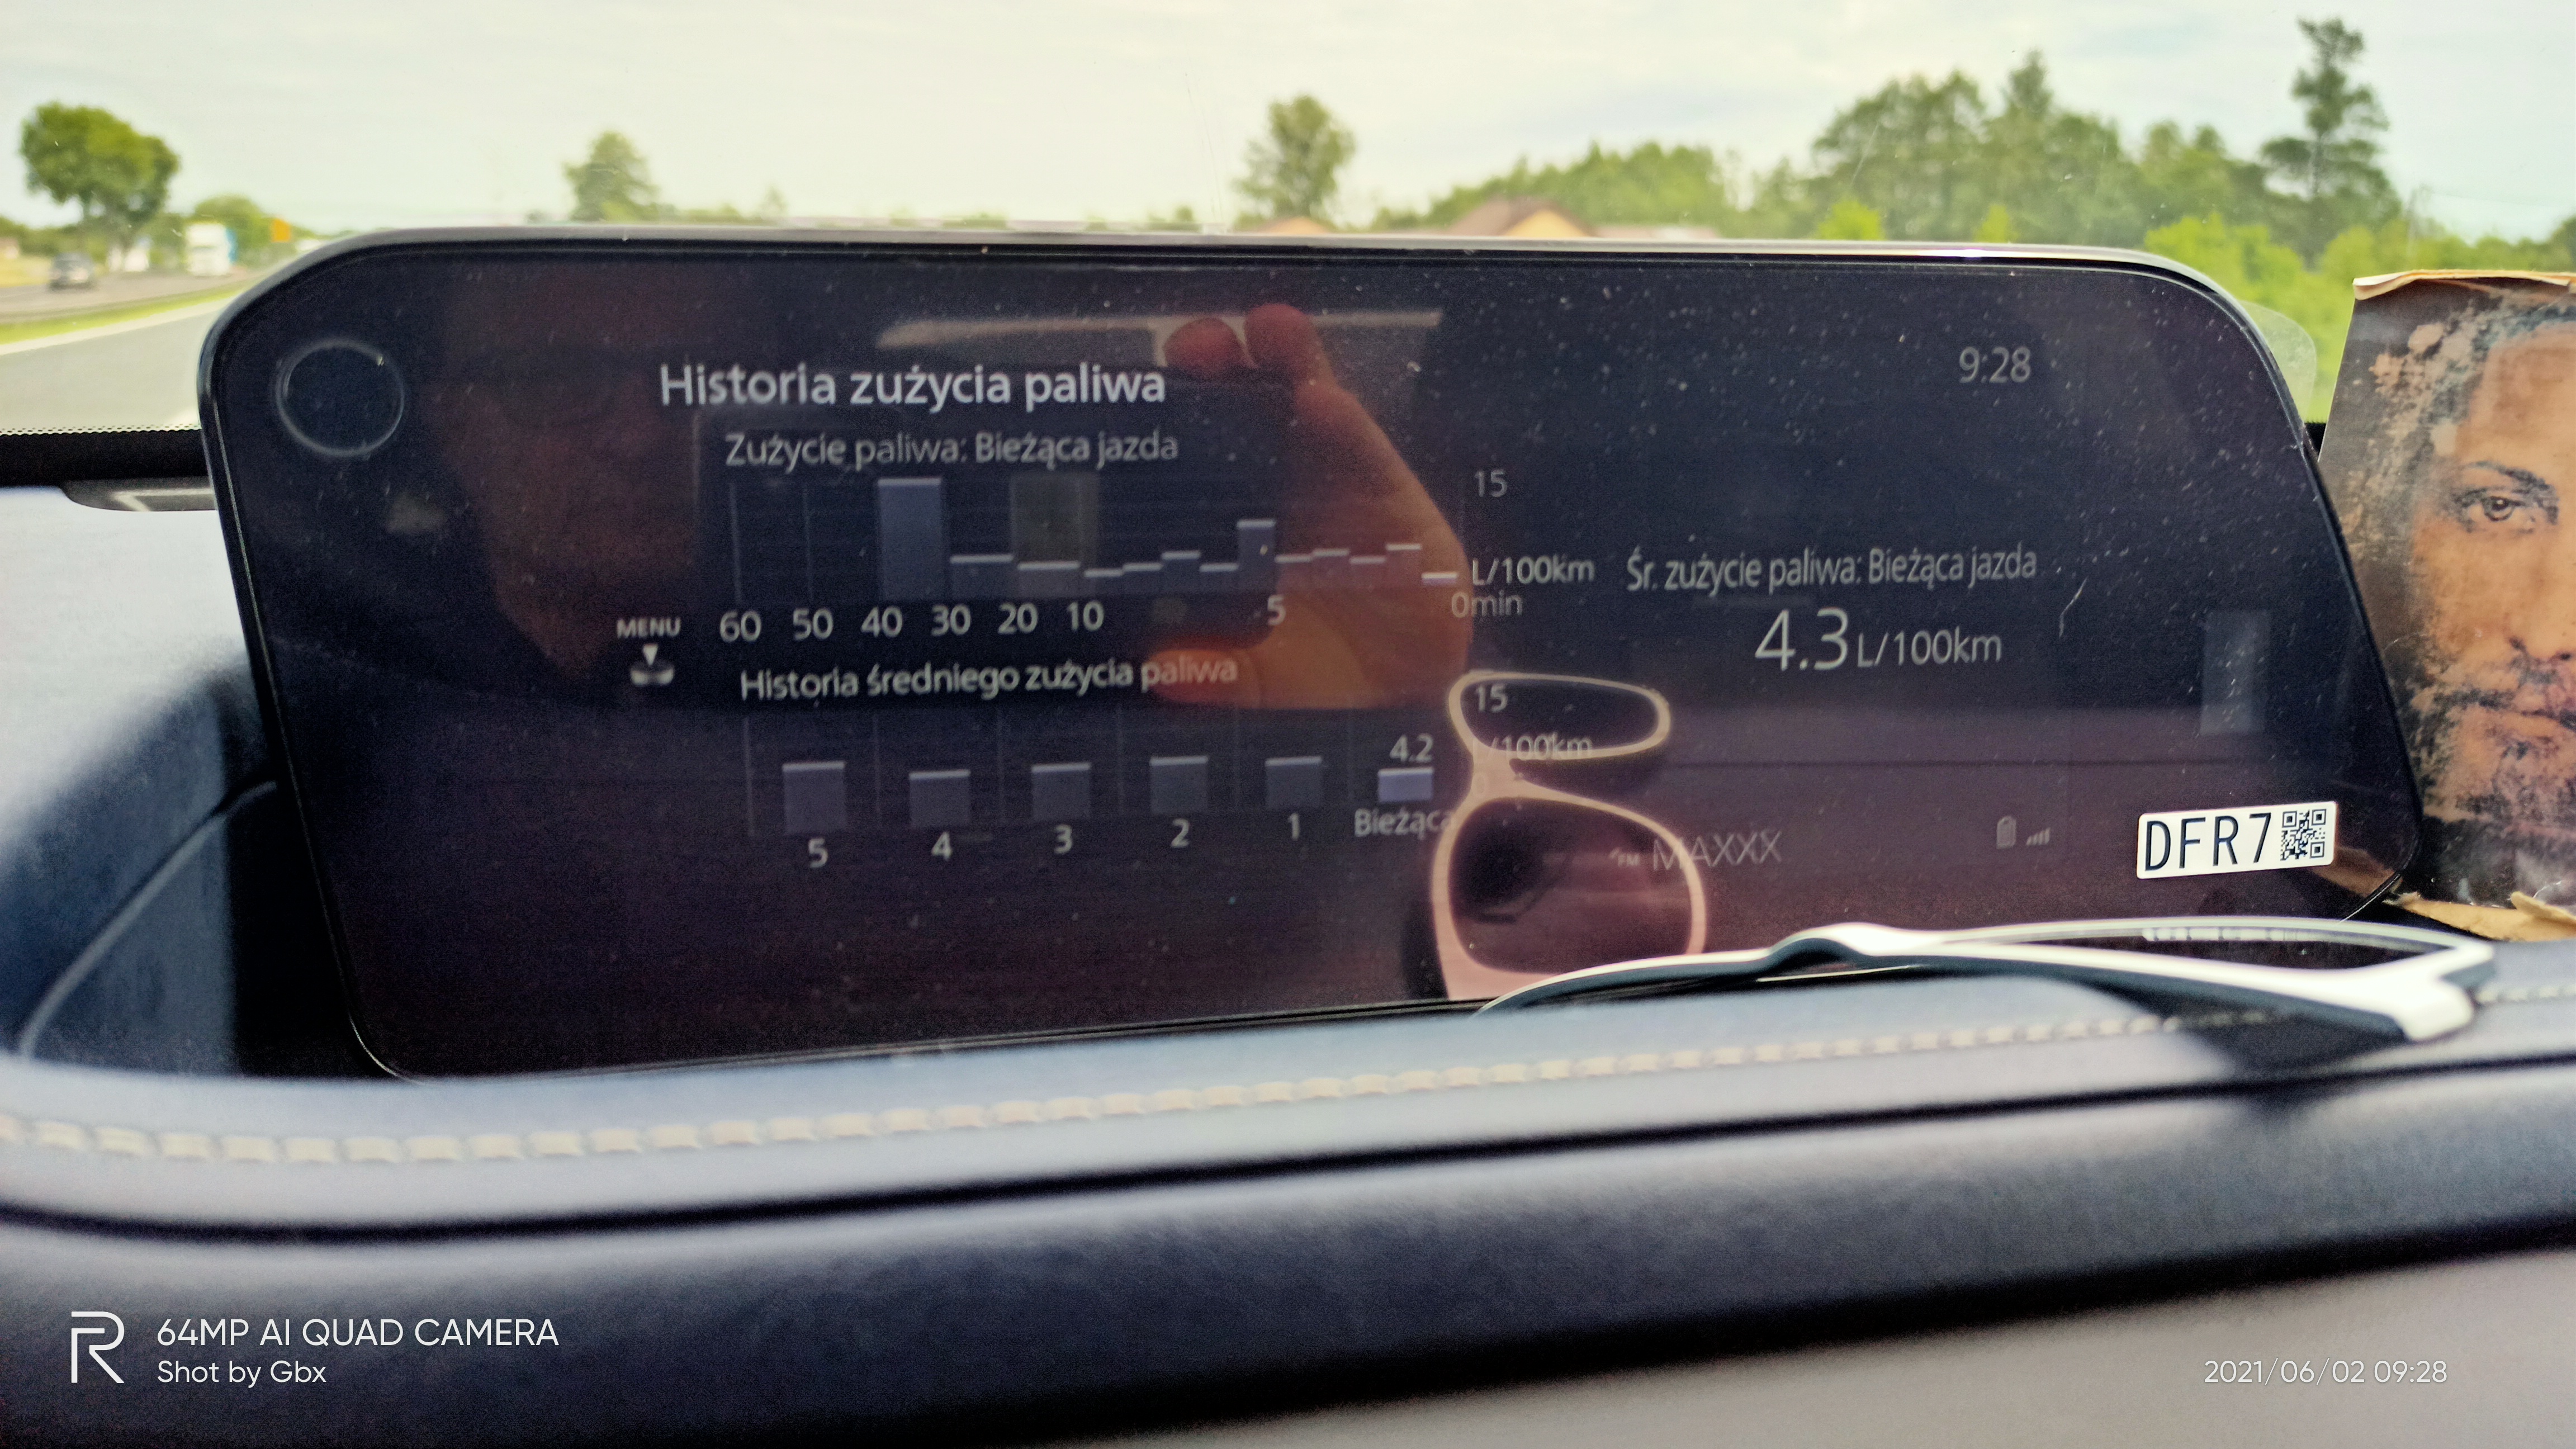 9:28
Historia zużycia paliwa
Zużycie paliwa: Bieżąca jazda
15
L/100km
0min
60 50 40 30 20 10 5
MENU
Śr. zużycie paliwa: Bieżąca jazda
4.3 L/100km
Historia średniego zużycia paliwa
15
L/100km
4.2
5 4 3 2 1 Bieżąca
FM MAXXX
DFR7
R
64MP AI QUAD CAMERA
Shot by Gbx
2021/06/02 09:28